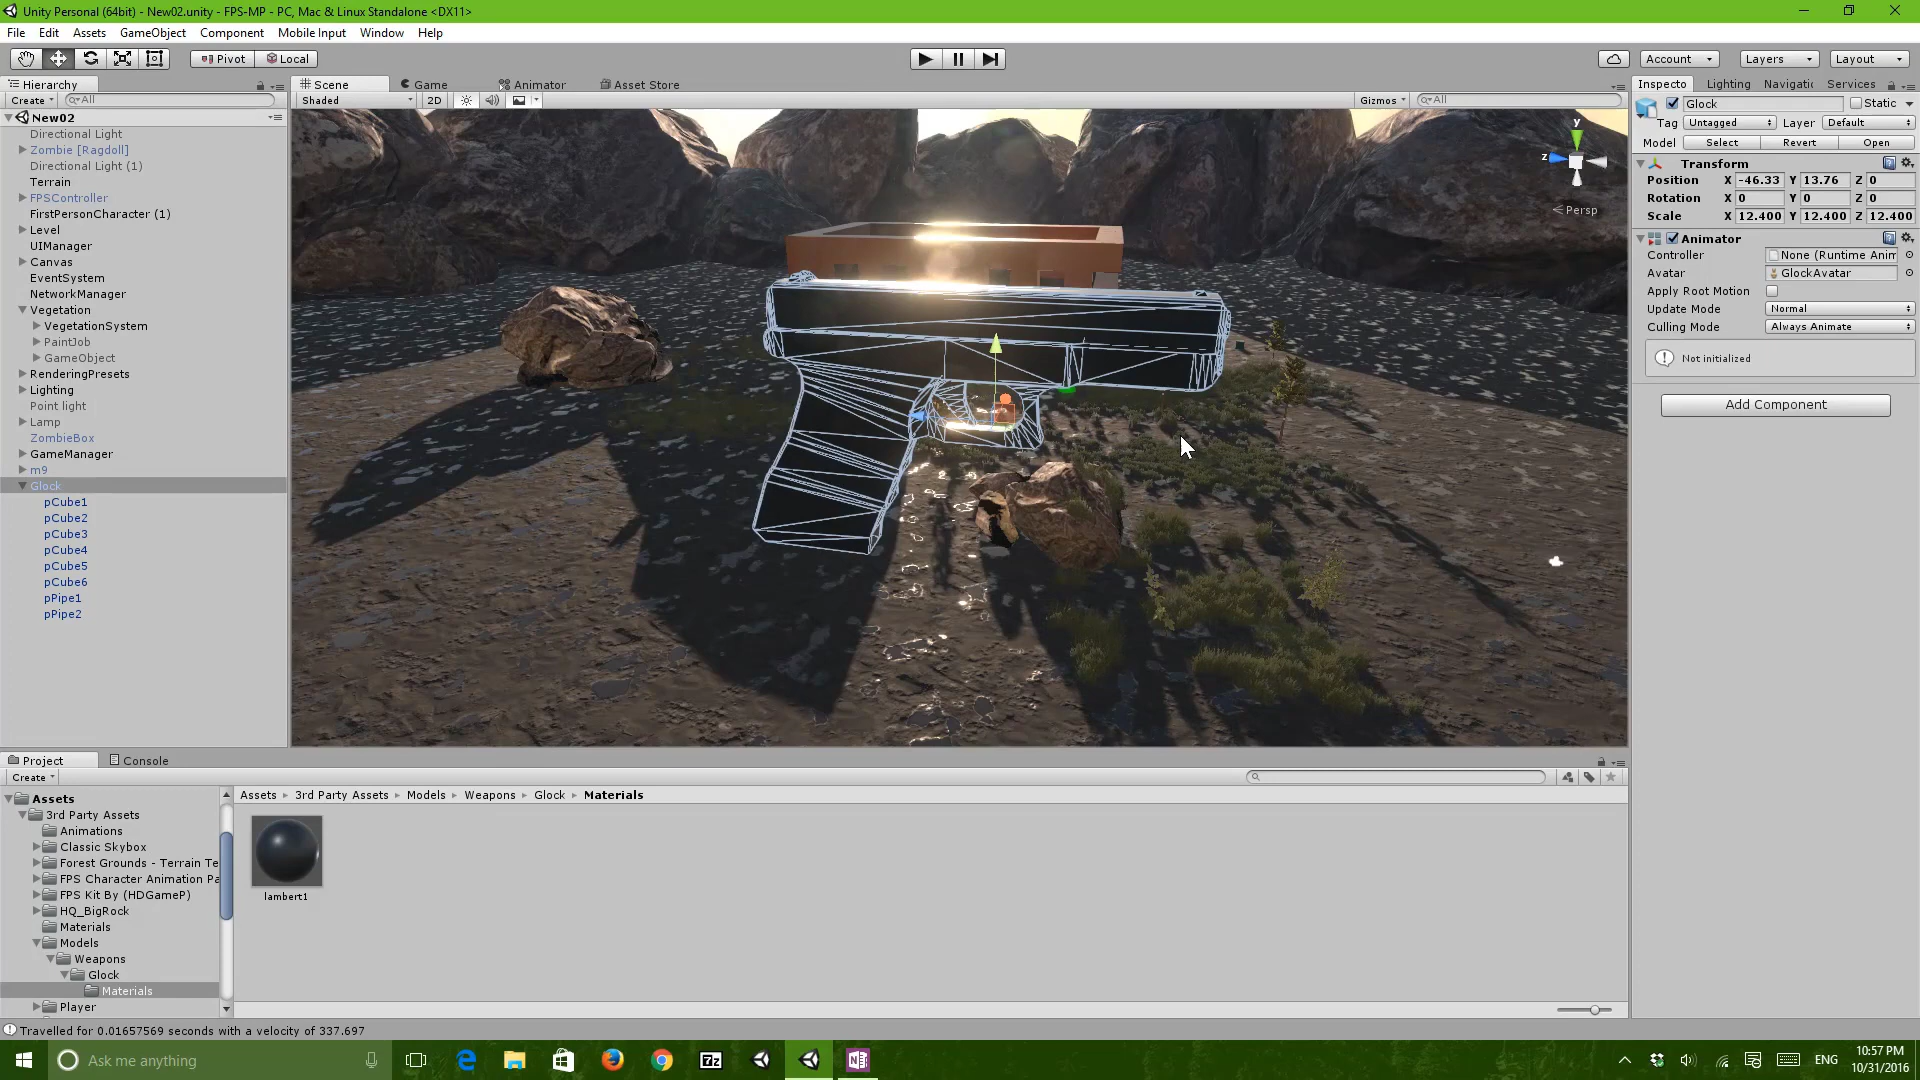 Unity Personal (64bit) - New02.unity - FPS-MP - PC, Mac & Linux Standalone <DX11>
File Edit Assets GameObject Component Mobile Input Window Help
Pivot Local Account Layers Layout
Hierarchy
Create All
New02
Directional Light
Zombie [Ragdoll]
Directional Light (1)
Terrain
FPSController
FirstPersonCharacter (1)
Level
UIManager
Canvas
EventSystem
NetworkManager
Vegetation
VegetationSystem
PaintJob
GameObject
RenderingPresets
Lighting
Point light
Lamp
ZombieBox
GameManager
m9
Glock
pCube1
pCube2
pCube3
pCube4
pCube5
pCube6
pPipe1
pPipe2
Scene Game Animator Asset Store
Shaded 2D Gizmos All
y
z
Persp
Inspecto Lighting Navigatic Services
Glock Static
Tag Untagged Layer Default
Model Select Revert Open
Transform
Position X -46.33 Y 13.76 Z 0
Rotation X 0 Y 0 Z 0
Scale X 12.400 Y 12.400 Z 12.400
Animator
Controller None (Runtime Anim
Avatar GlockAvatar
Apply Root Motion
Update Mode Normal
Culling Mode Always Animate
Not initialized
Add Component
Project Console
Create
Assets
3rd Party Assets
Animations
Classic Skybox
Forest Grounds - Terrain Te
FPS Character Animation Pa
FPS Kit By (HDGameP)
HQ_BigRock
Materials
Models
Weapons
Glock
Materials
Player
Assets 3rd Party Assets Models Weapons Glock Materials
lambert1
Travelled for 0.01657569 seconds with a velocity of 337.697
Ask me anything
7z
ENG
10:57 PM
10/31/2016